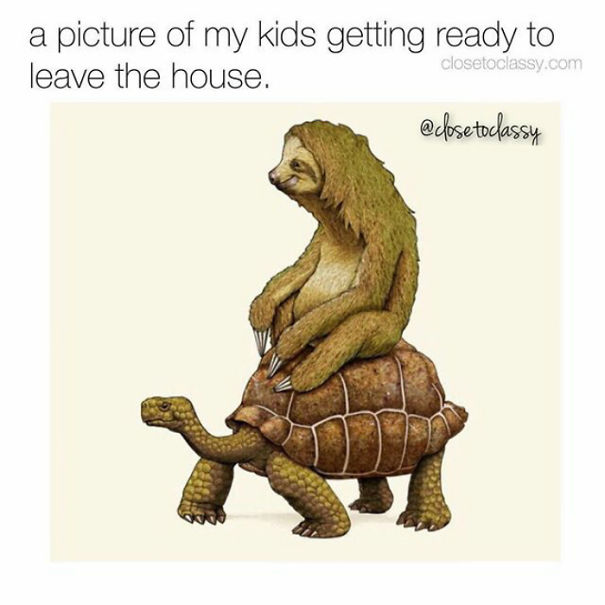 a picture of my kids getting ready to
leave the house.
closetoclassy.com
@closetoclassy